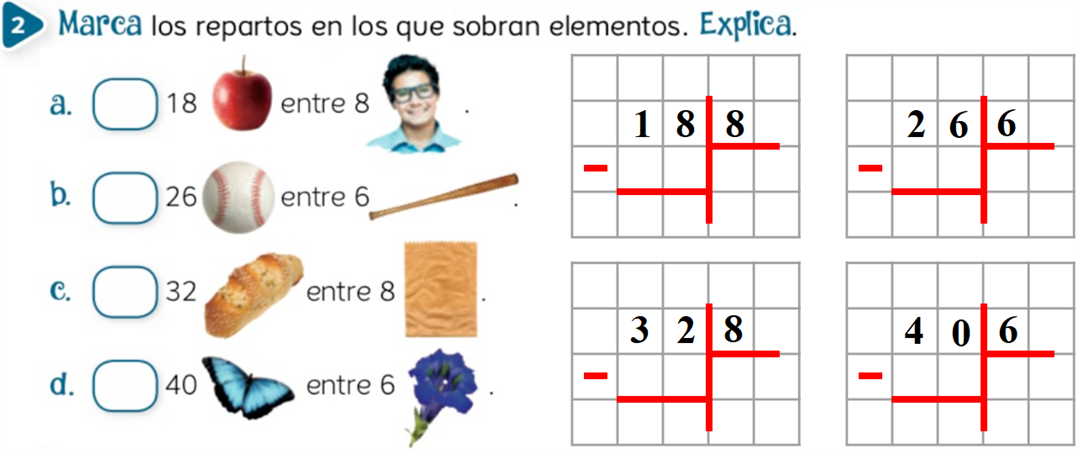 2 Marca los repartos en los que sobran elementos. Explica.
a. 18 entre 8 .
b. 26 entre 6 .
c. 32 entre 8 .
d. 40 entre 6 .
1 8 8
2 6 6
3 2 8
4 0 6